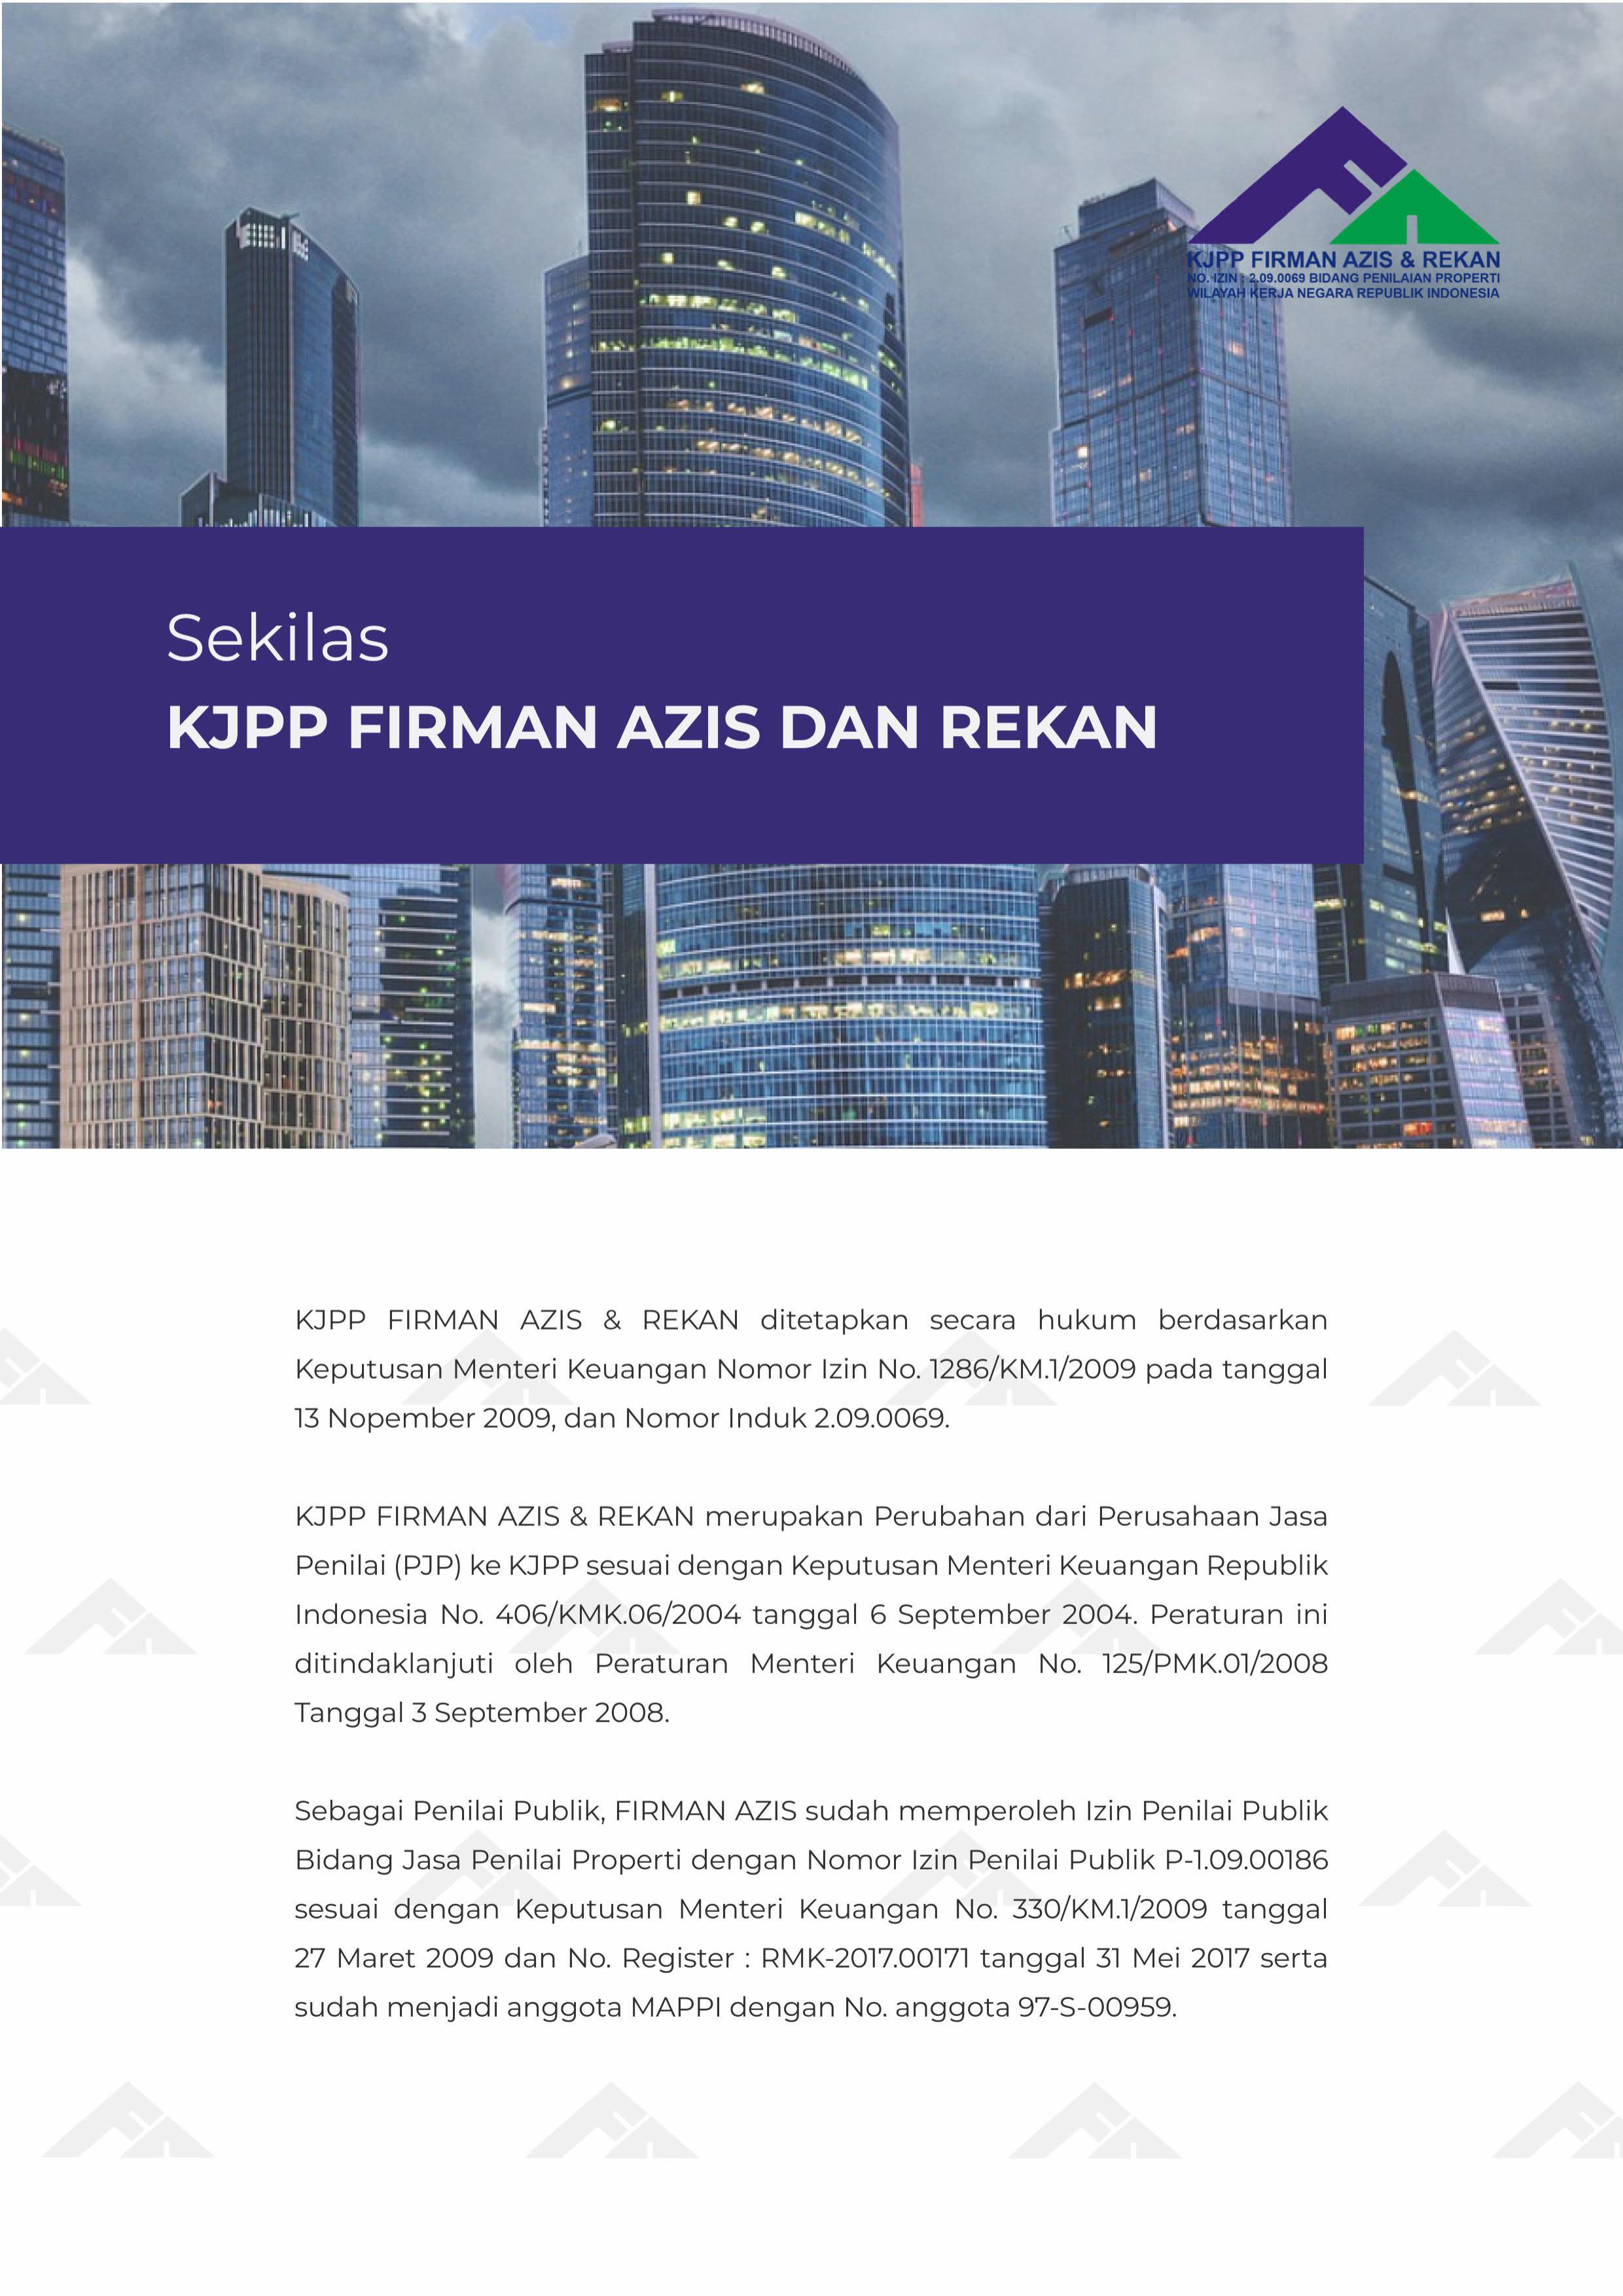 KJPP FIRMAN AZIS & REKAN
NO. IZIN : 2.09.0069 BIDANG PENILAIAN PROPERTI
WILAYAH KERJA NEGARA REPUBLIK INDONESIA
Sekilas
KJPP FIRMAN AZIS DAN REKAN
KJPP FIRMAN AZIS & REKAN ditetapkan secara hukum berdasarkan
Keputusan Menteri Keuangan Nomor Izin No. 1286/KM.1/2009 pada tanggal
13 Nopember 2009, dan Nomor Induk 2.09.0069.
KJPP FIRMAN AZIS & REKAN merupakan Perubahan dari Perusahaan Jasa
Penilai (PJP) ke KJPP sesuai dengan Keputusan Menteri Keuangan Republik
Indonesia No. 406/KMK.06/2004 tanggal 6 September 2004. Peraturan ini
ditindaklanjuti oleh Peraturan Menteri Keuangan No. 125/PMK.01/2008
Tanggal 3 September 2008.
Sebagai Penilai Publik, FIRMAN AZIS sudah memperoleh Izin Penilai Publik
Bidang Jasa Penilai Properti dengan Nomor Izin Penilai Publik P-1.09.00186
sesuai dengan Keputusan Menteri Keuangan No. 330/KM.1/2009 tanggal
27 Maret 2009 dan No. Register : RMK-2017.00171 tanggal 31 Mei 2017 serta
sudah menjadi anggota MAPPI dengan No. anggota 97-S-00959.